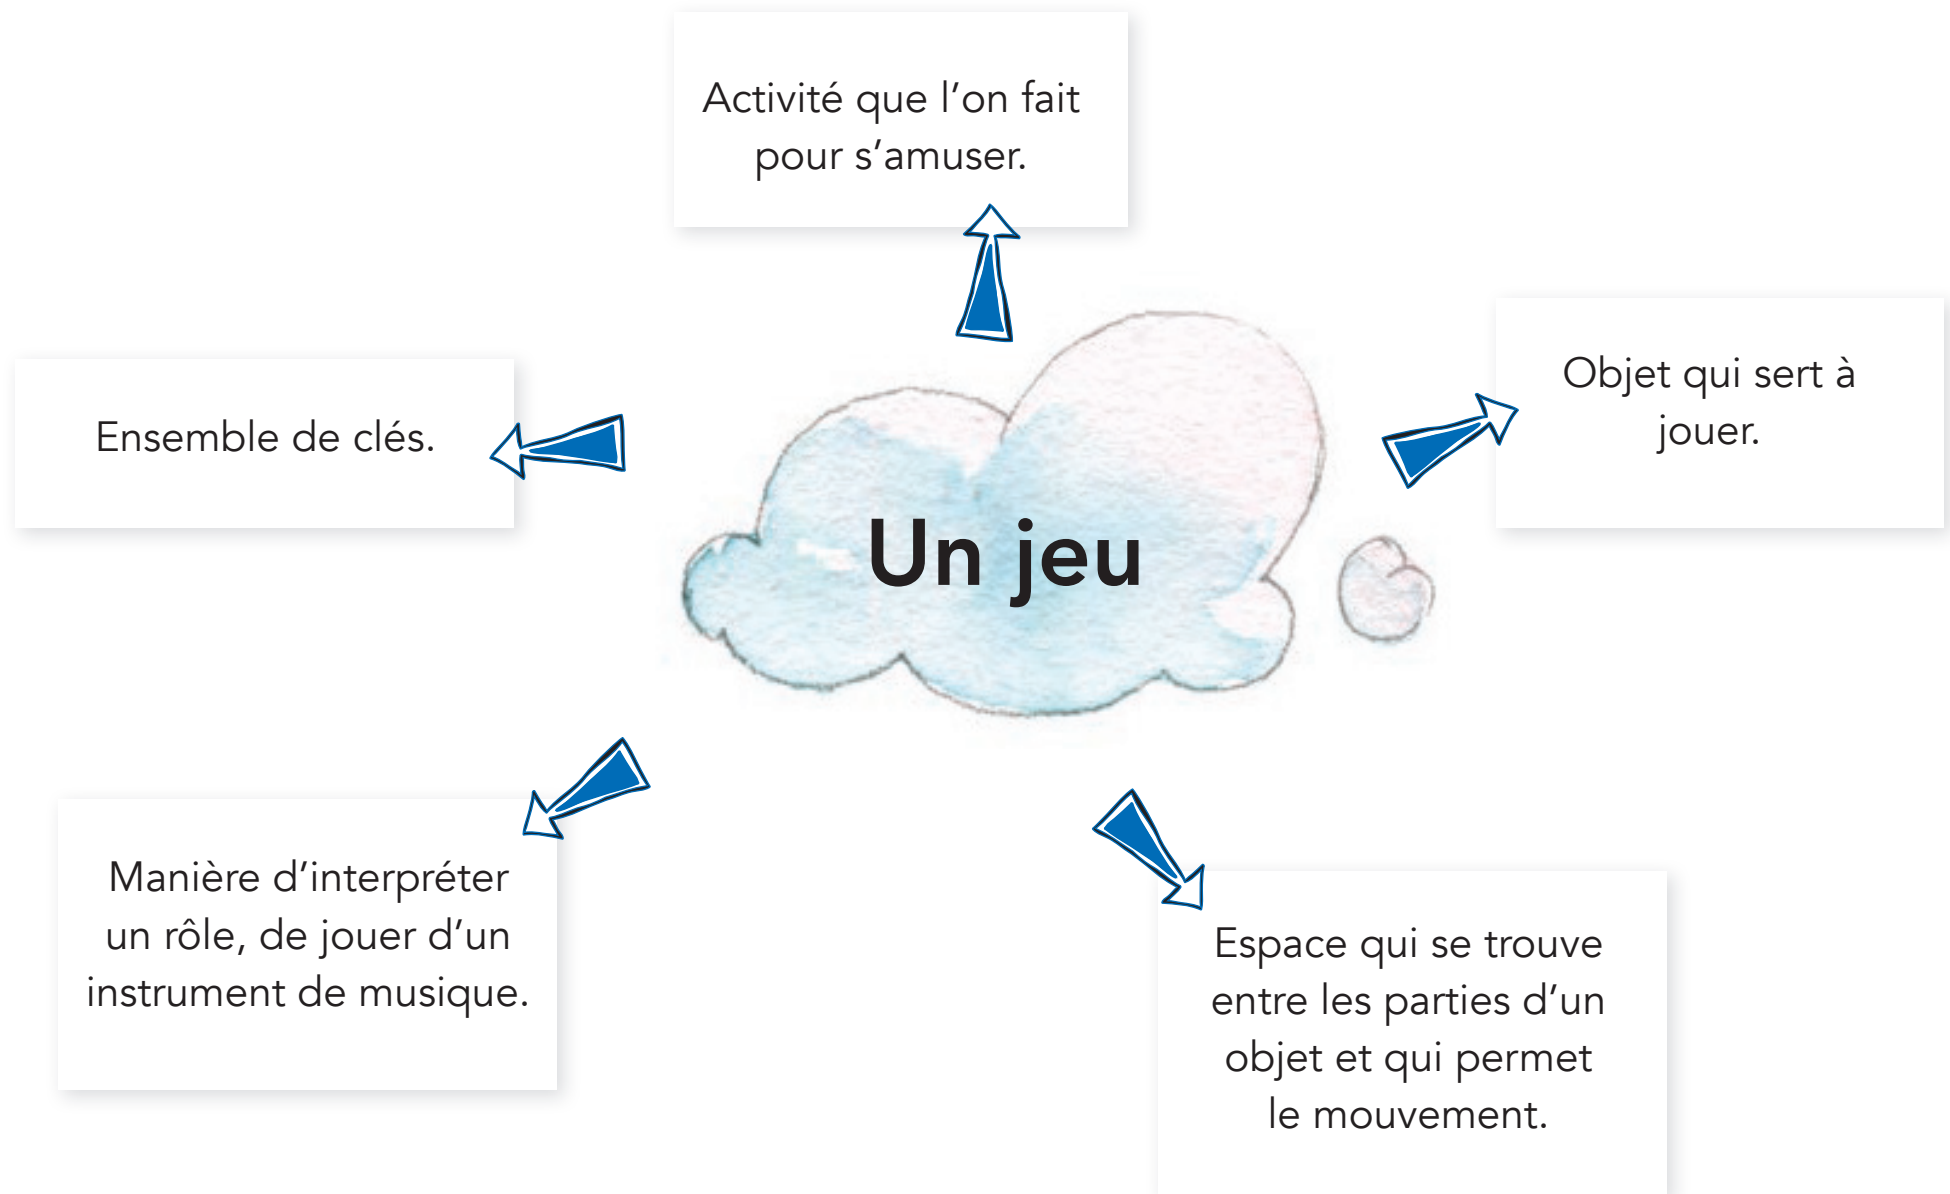 Activité que l'on fait
pour s'amuser.
Objet qui sert à
jouer.
Ensemble de clés.
Un jeu
Manière d'interpréter
un rôle, de jouer d'un
instrument de musique.
Espace qui se trouve
entre les parties d'un
objet et qui permet
le mouvement.